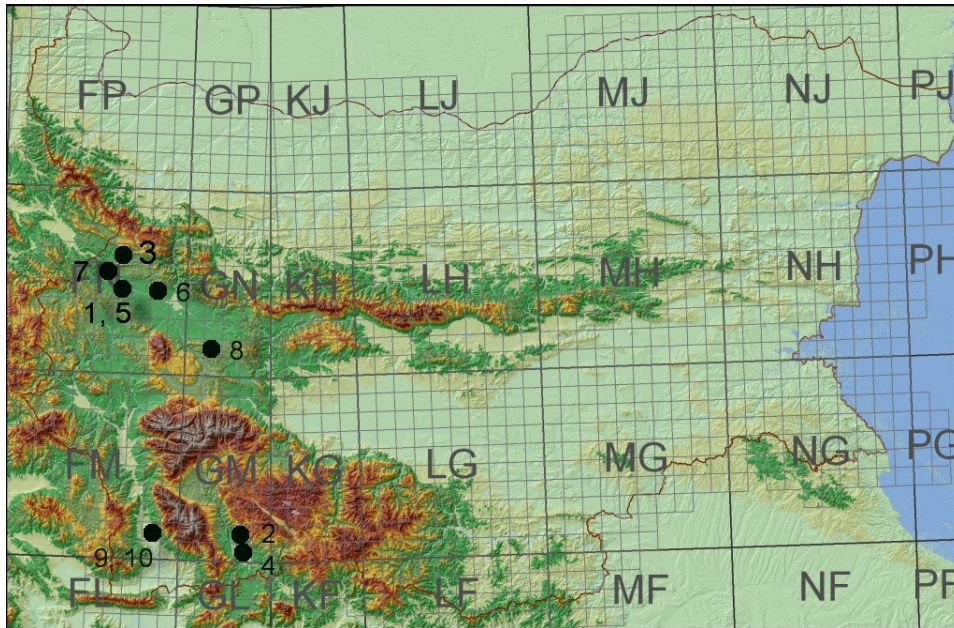 FP GP KJ LJ MJ NJ PJ
3
7
FN GN KH LH MH NH PH
6
1, 5
8
FM GM KG LG MG NG PG
2
9, 10
4
FL GL KF LF MF NF PF